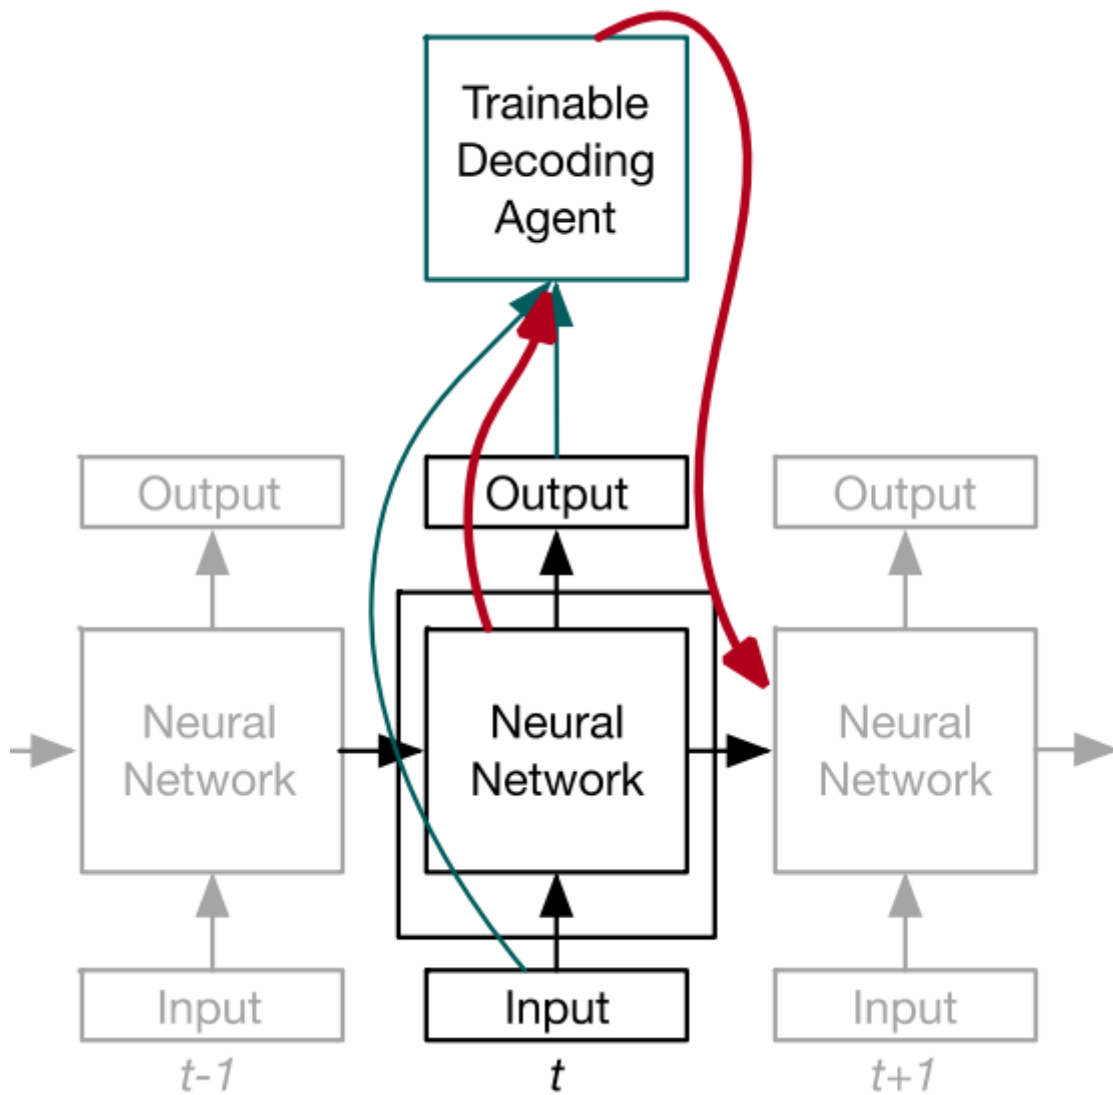 Trainable
Decoding
Agent
Output
Output
Output
Neural
Network
Neural
Network
Neural
Network
Input
Input
Input
t-1
t
t+1